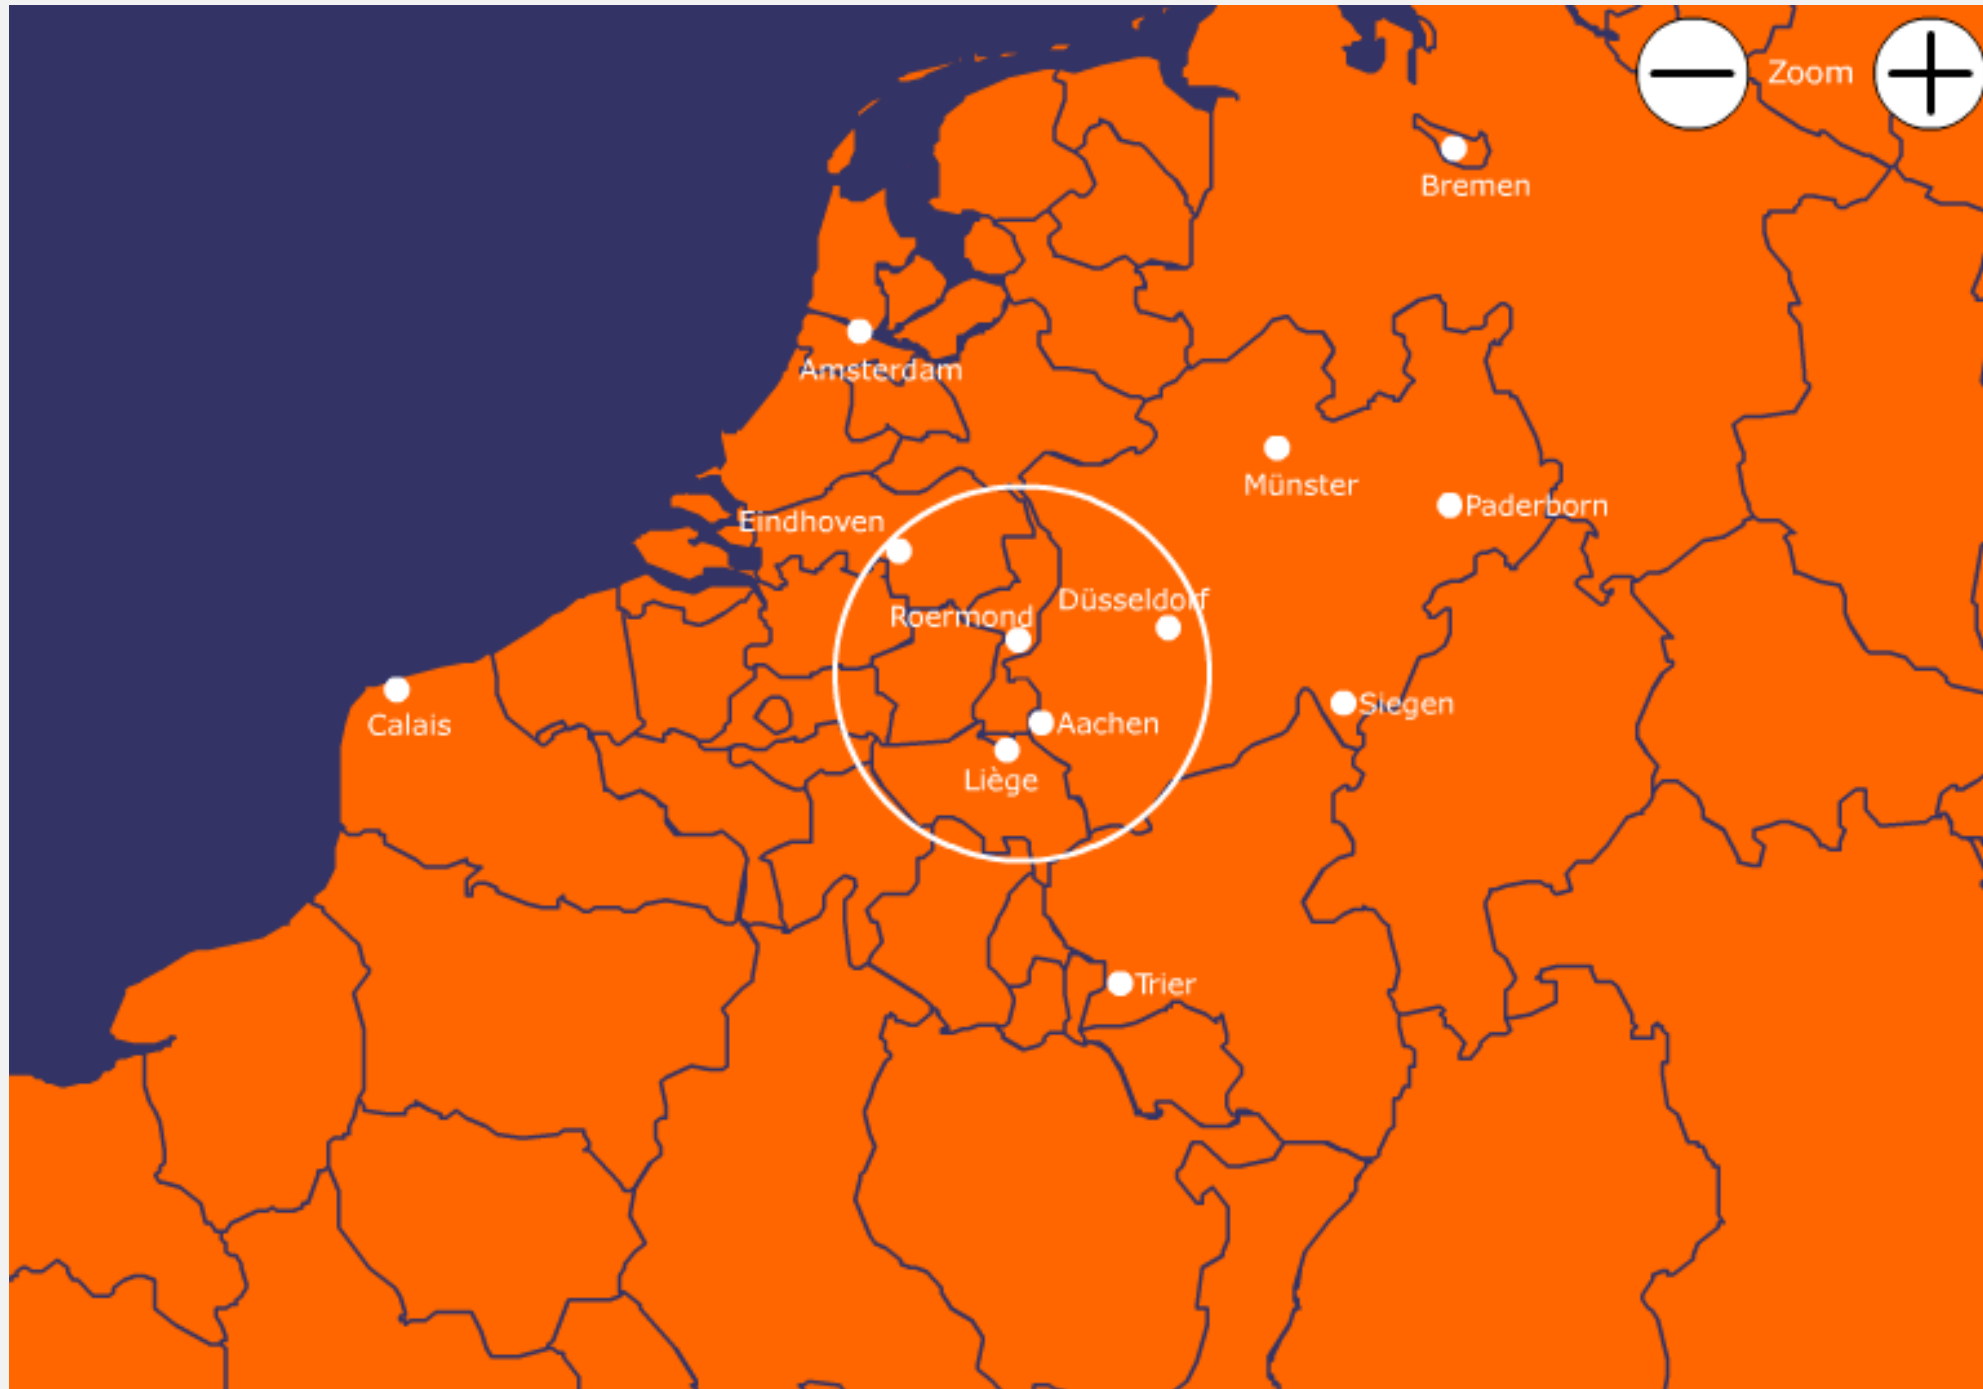 Zoom
Bremen
Amsterdam
Münster
Paderborn
Eindhoven
Düsseldorf
Roermond
Calais
Siegen
Aachen
Liège
Trier